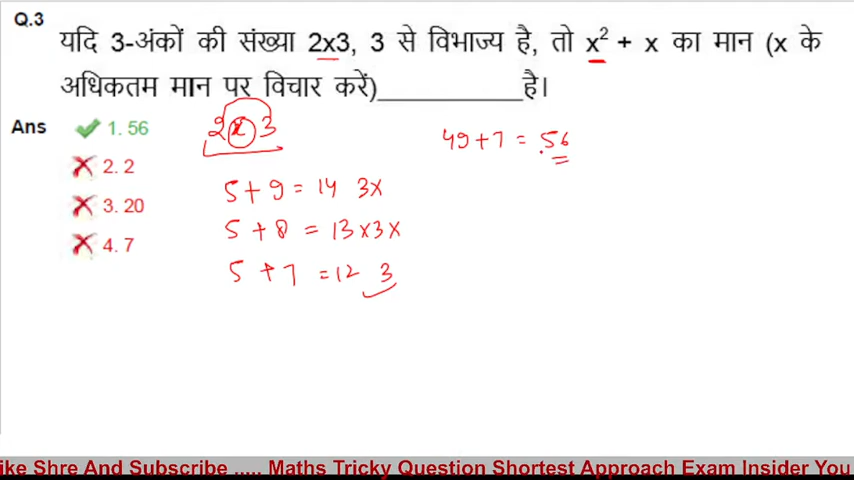 Q.3
यदि 3-अंकों की संख्या 2x3, 3 से विभाज्य है, तो x² + x का मान (x के
अधिकतम मान पर विचार करें)__________है।
Ans
1. 56
2. 2
3. 20
4. 7
2x3
5 + 9 = 14 3x
5 + 8 = 13x3x
5 + 7 = 12 3
49 + 7 = 56
ike Shre And Subscribe ..... Maths Tricky Question Shortest Approach Exam Insider You